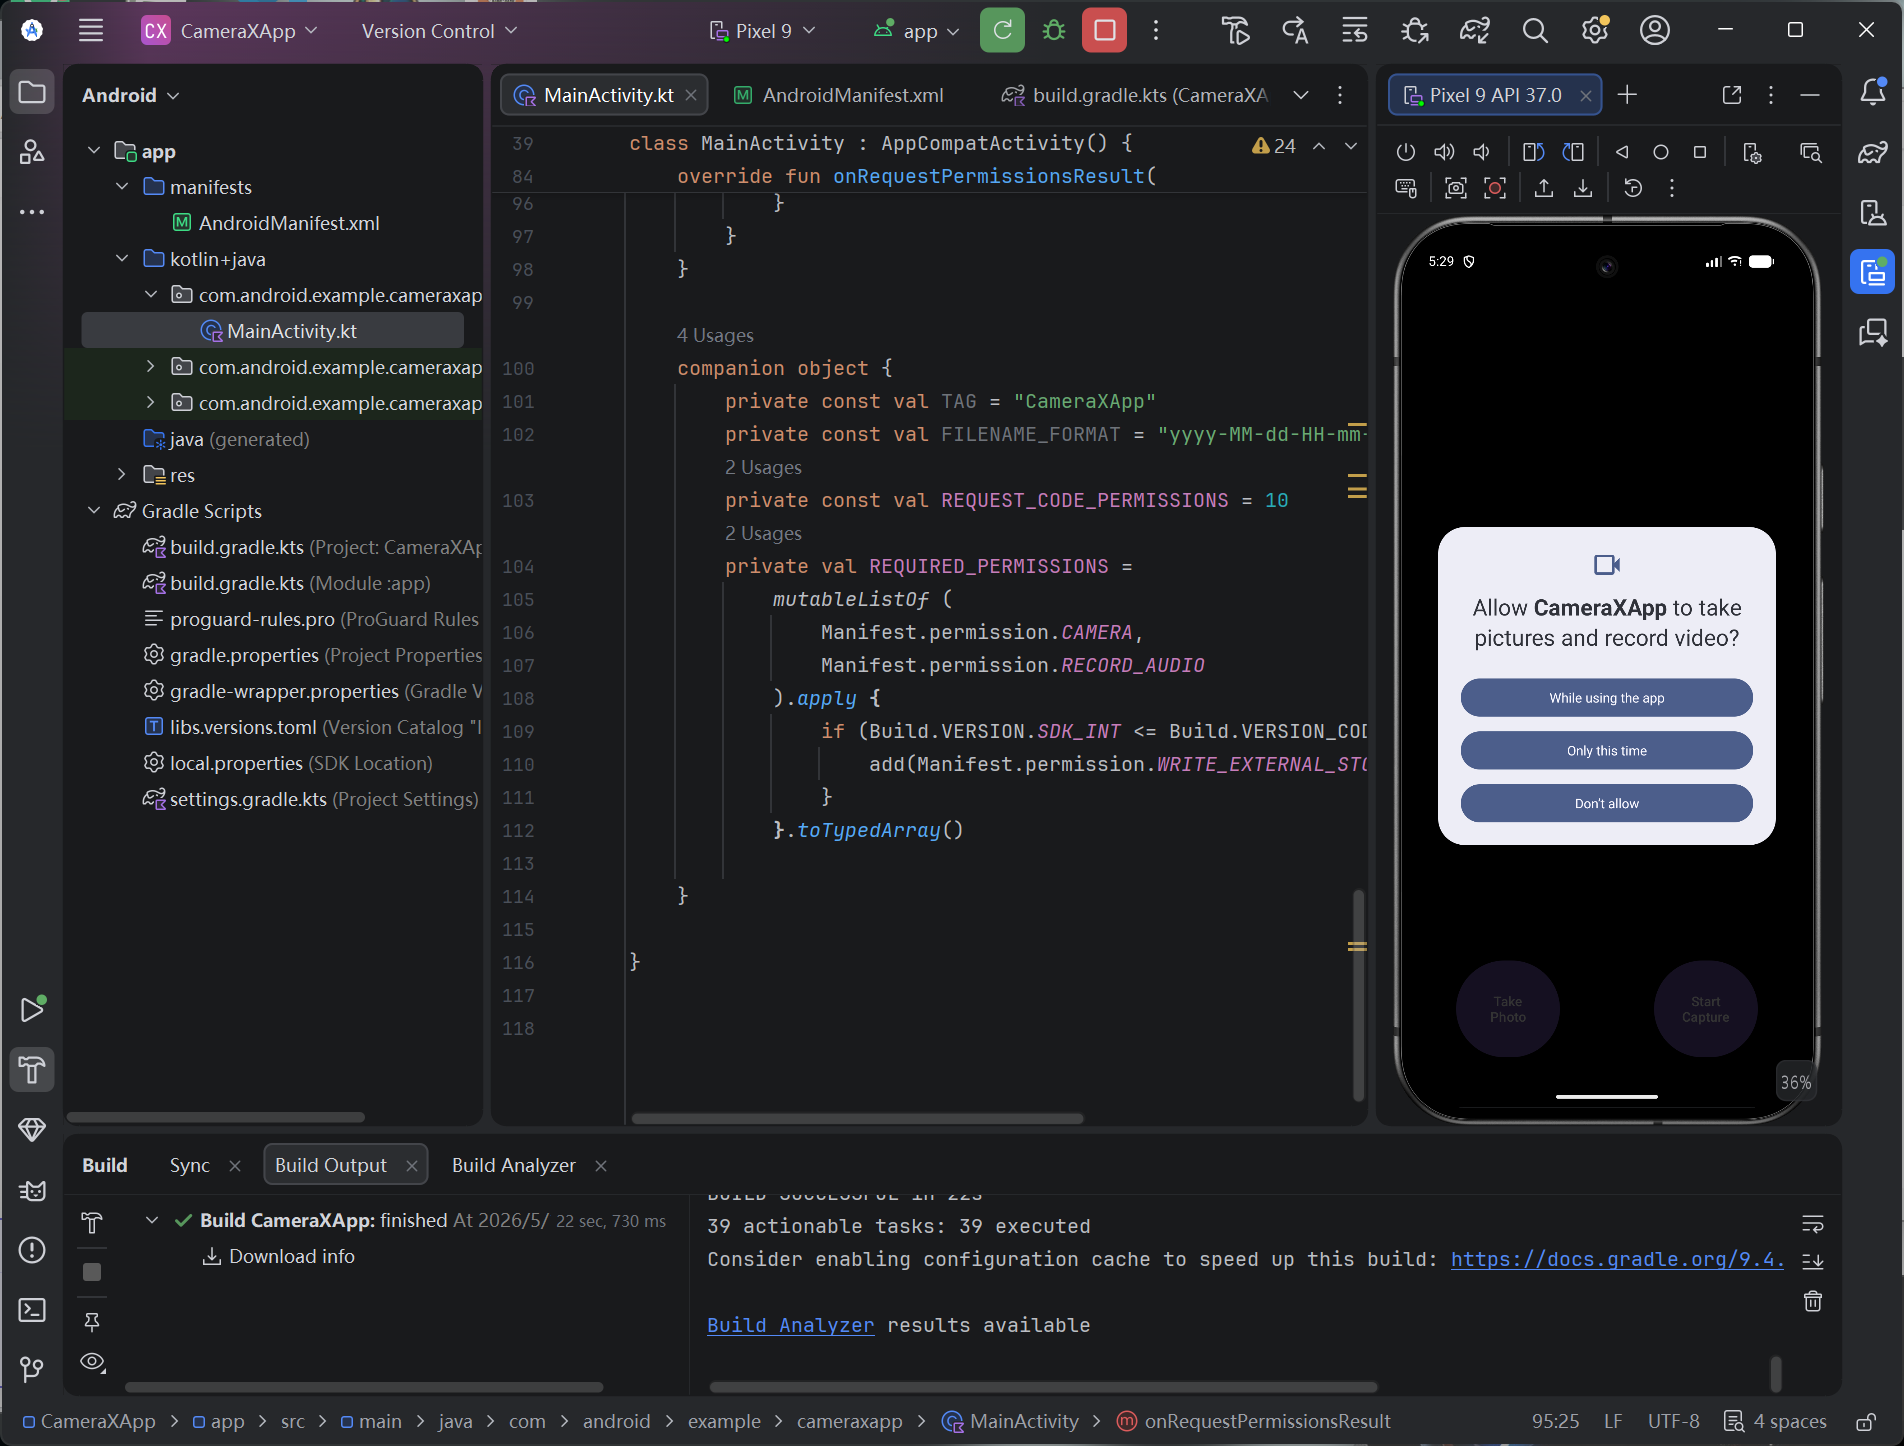 CX CameraXApp
Version Control
Pixel 9
app
Android
app
manifests
AndroidManifest.xml
kotlin+java
com.android.example.cameraxap
MainActivity.kt
com.android.example.cameraxap
com.android.example.cameraxap
java (generated)
res
Gradle Scripts
build.gradle.kts (Project: CameraXAp
build.gradle.kts (Module :app)
proguard-rules.pro (ProGuard Rules
gradle.properties (Project Properties
gradle-wrapper.properties (Gradle V
libs.versions.toml (Version Catalog "l
local.properties (SDK Location)
settings.gradle.kts (Project Settings)
MainActivity.kt
AndroidManifest.xml
build.gradle.kts (CameraXA
24
39 class MainActivity : AppCompatActivity() {
84 override fun onRequestPermissionsResult(
96 }
97 }
98 }
99
4 Usages
100 companion object {
101 private const val TAG = "CameraXApp"
102 private const val FILENAME_FORMAT = "yyyy-MM-dd-HH-mm-
2 Usages
103 private const val REQUEST_CODE_PERMISSIONS = 10
2 Usages
104 private val REQUIRED_PERMISSIONS =
105 mutableListOf (
106 Manifest.permission.CAMERA,
107 Manifest.permission.RECORD_AUDIO
108 ).apply {
109 if (Build.VERSION.SDK_INT <= Build.VERSION_COD
110 add(Manifest.permission.WRITE_EXTERNAL_STO
111 }
112 }.toTypedArray()
113
114 }
115
116 }
117
118
Pixel 9 API 37.0
5:29
Allow CameraXApp to take
pictures and record video?
While using the app
Only this time
Don't allow
Take
Photo
Start
Capture
36%
Build
Sync
Build Output
Build Analyzer
Build CameraXApp: finished At 2026/5/ 22 sec, 730 ms
Download info
BUILD SUCCESSFUL in 22s
39 actionable tasks: 39 executed
Consider enabling configuration cache to speed up this build: https://docs.gradle.org/9.4.
Build Analyzer results available
CameraXApp > app > src > main > java > com > android > example > cameraxapp > MainActivity > onRequestPermissionsResult
95:25 LF UTF-8 4 spaces